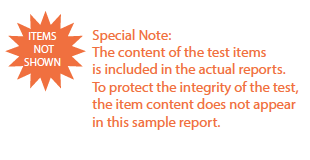 ITEMS
NOT
SHOWN
Special Note:
The content of the test items
is included in the actual reports.
To protect the integrity of the test,
the item content does not appear
in this sample report.